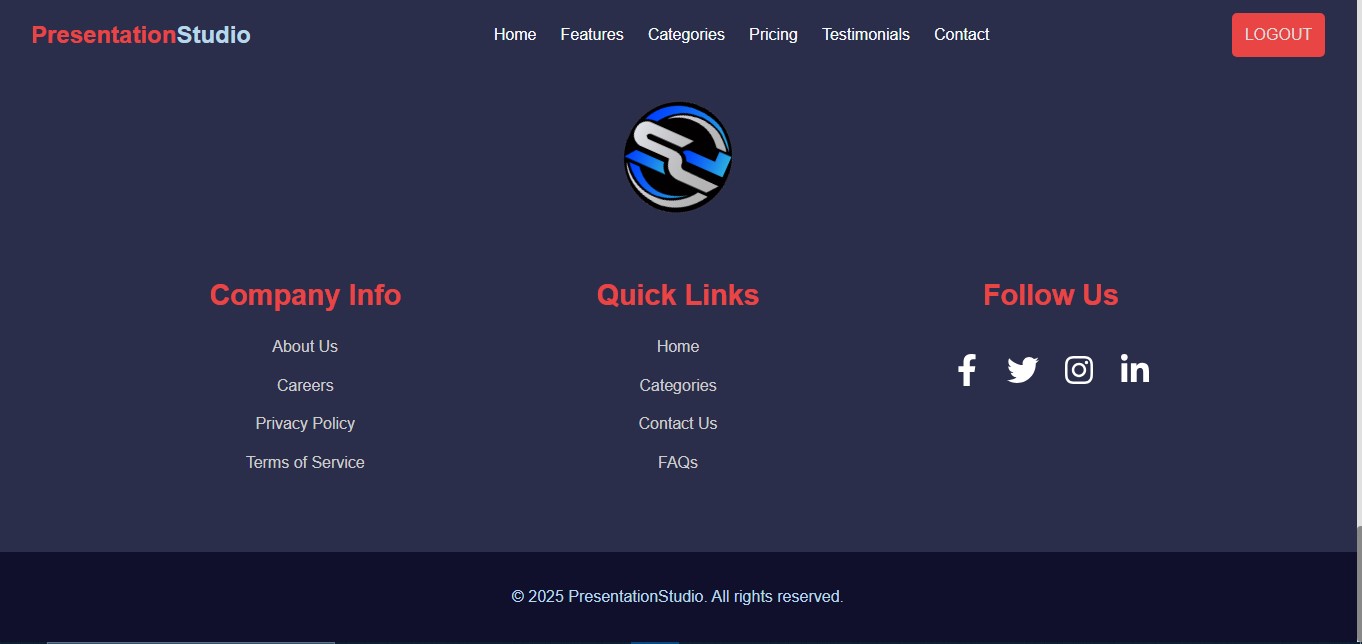 PresentationStudio
Home Features Categories Pricing Testimonials Contact
LOGOUT
Company Info
About Us
Careers
Privacy Policy
Terms of Service
Quick Links
Home
Categories
Contact Us
FAQs
Follow Us
© 2025 PresentationStudio. All rights reserved.